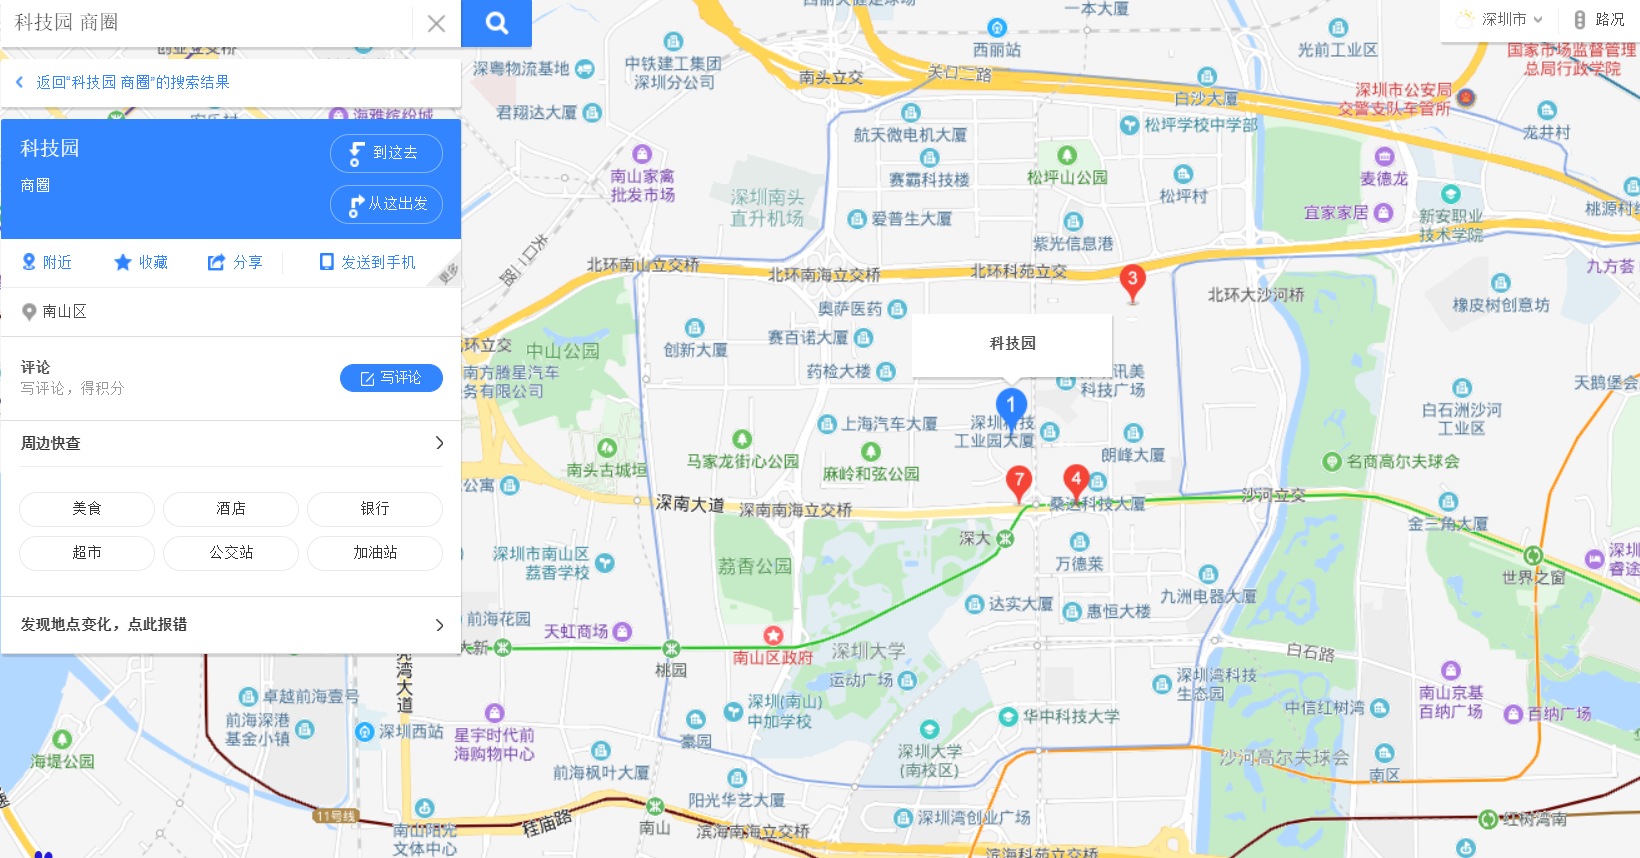 科技园 商圈
返回“科技园 商圈”的搜索结果
科技园
商圈
到这去
从这出发
附近
收藏
分享
发送到手机
更多
南山区
评论
写评论，得积分
写评论
周边快查
美食
酒店
银行
超市
公交站
加油站
发现地点变化，点此报错
深圳市
路况
一本大厦
西丽站
光前工业区
国家市场监督管理
总局行政学院
深粤物流基地
中铁建工集团
深圳分公司
南头立交
关口二路
白沙大厦
深圳市公安局
交警支队车管所
君翔达大厦
海雅缤纷城
航天微电机大厦
松坪学校中学部
龙井村
南山家禽
批发市场
赛霸科技楼
松坪山公园
松坪村
麦德龙
深圳南头
直升机场
爱普生大厦
紫光信息港
宜家家居
新安职业
技术学院
关口二路
北环南山立交桥
北环南海立交桥
北环科苑立交
九方荟
3
北环大沙河桥
橡皮树创意坊
奥萨医药
创新大厦
赛百诺大厦
科技园
环立交
中山公园
南方腾星汽车
务有限公司
药检大楼
讯美
科技广场
天鹅堡会
1
上海汽车大厦
深圳科技
工业园大厦
朗峰大厦
白石洲沙河
工业区
南头古城垣
马家龙街心公园
麻岭和弦公园
名商高尔夫球会
公寓
7
4
深南大道
深南南海立交桥
桑达科技大厦
沙河立交
金三角大厦
深大
深圳市南山区
荔香学校
荔香公园
万德莱
世界之窗
九洲电器大厦
前海花园
天虹商场
达实大厦
惠恒大楼
大新
桃园
南山区政府
深圳大学
运动广场
白石路
深圳湾科技
生态园
卓越前海壹号
前海深港
基金小镇
深圳西站
星宇时代前
海购物中心
深圳(南山)
中加学校
豪园
深圳大学
(南校区)
华中科技大学
中信红树湾
南山京基
百纳广场
百纳广场
海堤公园
前海枫叶大厦
沙河高尔夫球会
南区
阳光华艺大厦
11号线
南山阳光
文体中心
桂庙路
南山
滨海南海立交桥
深圳湾创业广场
红树湾南
滨海科苑立交桥